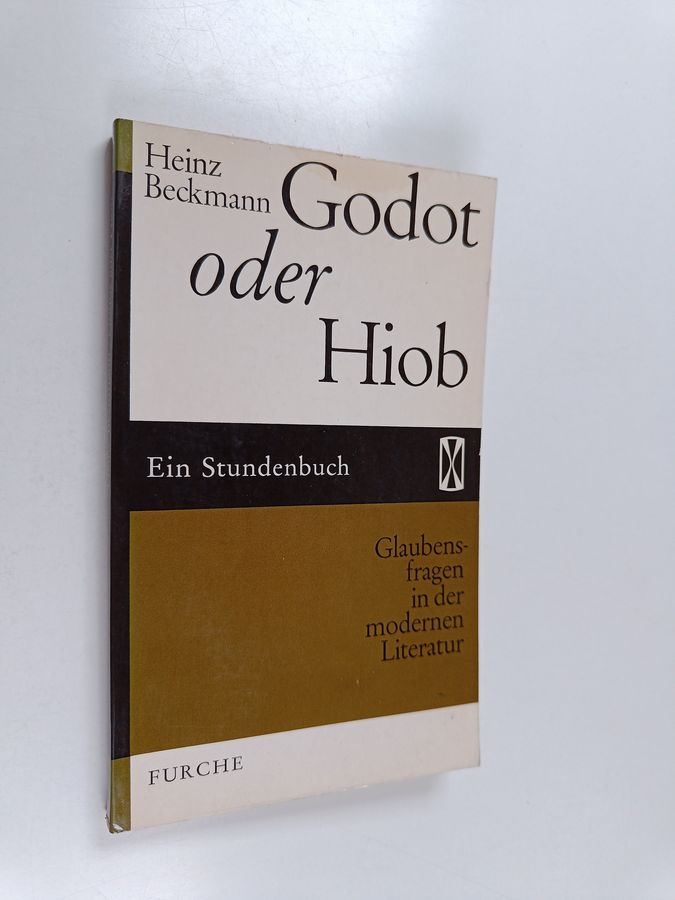 Heinz
Beckmann
Godot
oder
Hiob
Ein Stundenbuch
Glaubens-
fragen
in der
modernen
Literatur
FURCHE